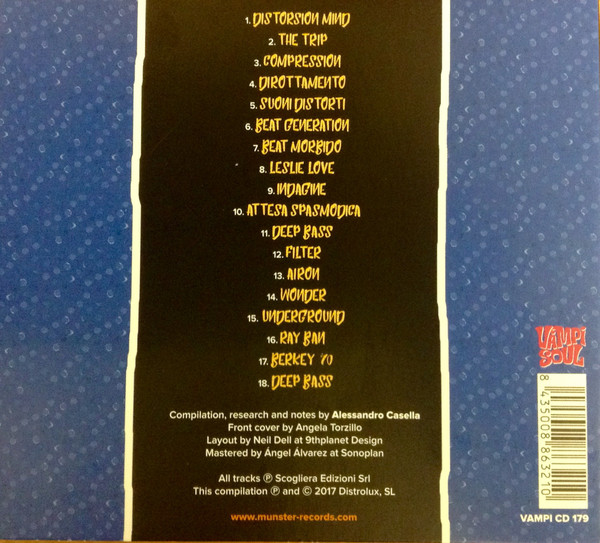 1. DISTORSION MIND
2. THE TRIP
3. COMPRESSION
4. DIROTTAMENTO
5. SUONI DISTORTI
6. BEAT GENERATION
7. BEAT MORBIDO
8. LESLIE LOVE
9. INDAGINE
10. ATTESA SPASMODICA
11. DEEP BASS
12. FILTER
13. AIRON
14. WONDER
15. UNDERGROUND
16. RAY BAN
17. BERKEY 70
18. DEEP BASS
Compilation, research and notes by Alessandro Casella
Front cover by Angela Torzillo
Layout by Neil Dell at 9thplanet Design
Mastered by Ángel Álvarez at Sonoplan
All tracks ℗ Scogliera Edizioni Srl
This compilation ℗ and © 2017 Distrolux, SL
www.munster-records.com
VAMPI
SOUL
8 435008 863210
VAMPI CD 179